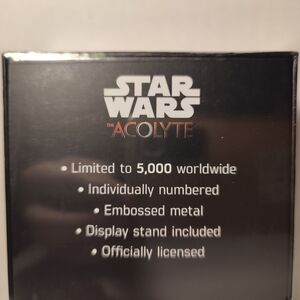 STAR
WARS
THE ACOLYTE
• Limited to 5,000 worldwide
• Individually numbered
• Embossed metal
• Display stand included
• Officially licensed